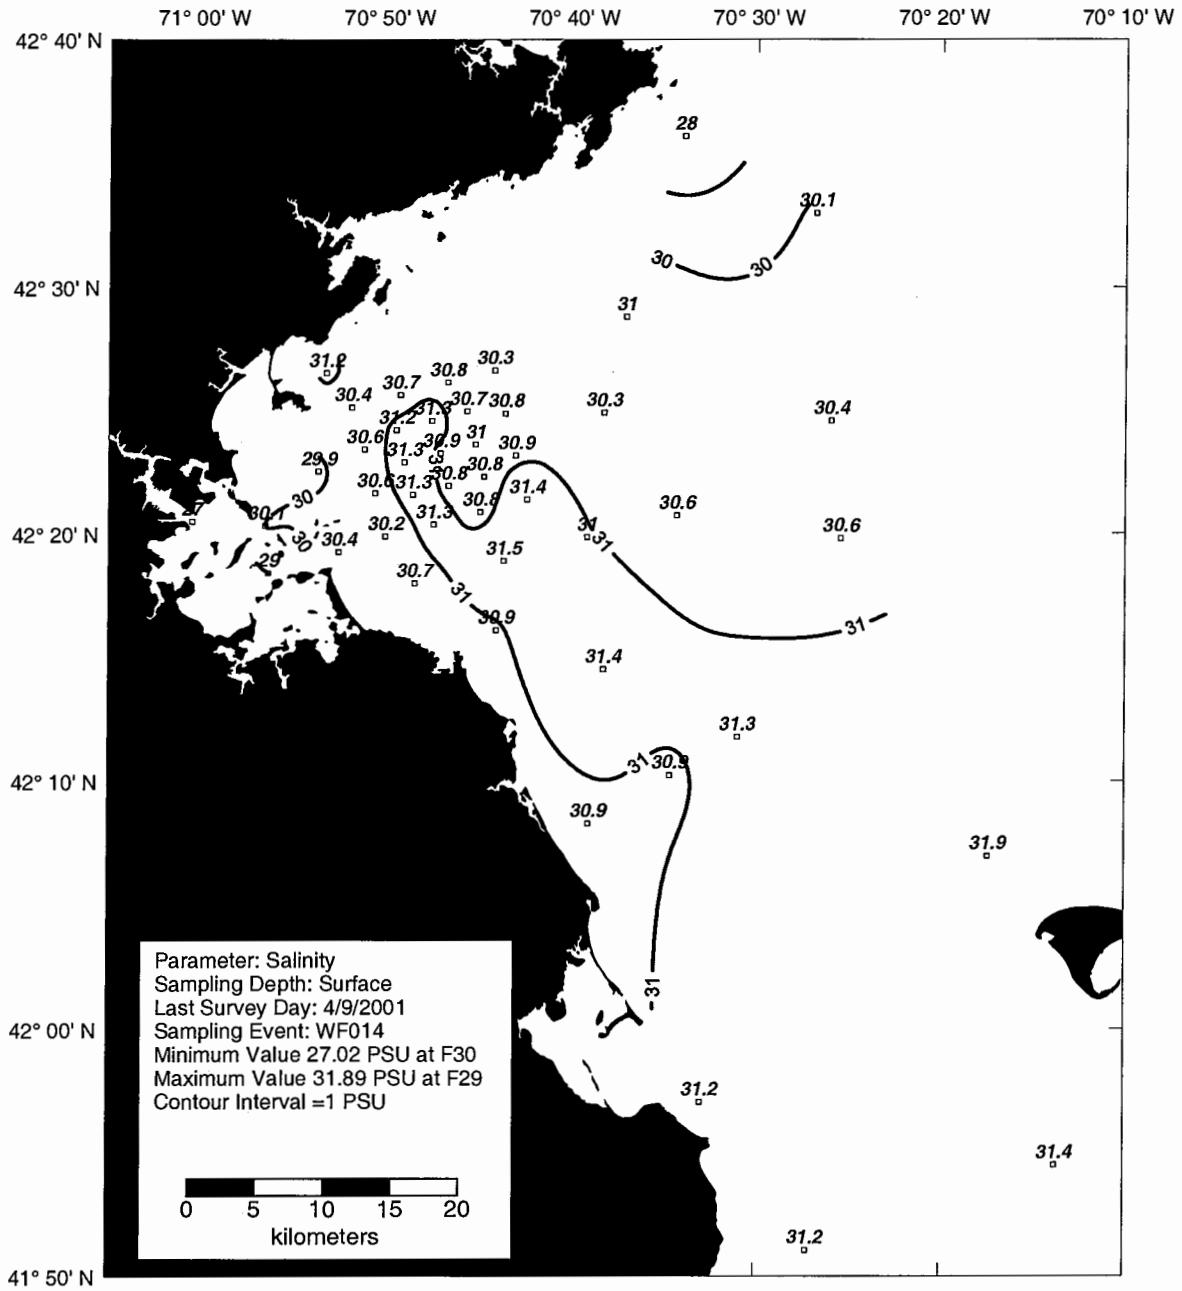 71° 00' W 70° 50' W 70° 40' W 70° 30' W 70° 20' W 70° 10' W
42° 40' N
28
30.1
30 30
42° 30' N
31
31.2 30.3
30.8
30.7
30.4 30.7 30.8 30.3 30.4
31.3
31.2
30.6 30.9 31 30.9
31.3
29.9 3 30.8
30.8
30.6 31.3 31.4
30 30.8 30.6
27 30.1 31.3 31 30.6
42° 20' N
30 30.4 30.2 31
29 31.5
30.7
31
30.9 31
31.4
31.3
31 30.9
42° 10' N
30.9
31.9
Parameter: Salinity
Sampling Depth: Surface
Last Survey Day: 4/9/2001
Sampling Event: WF014
Minimum Value 27.02 PSU at F30
Maximum Value 31.89 PSU at F29
Contour Interval =1 PSU
31
42° 00' N
31.2
31.4
0 5 10 15 20
kilometers
31.2
41° 50' N